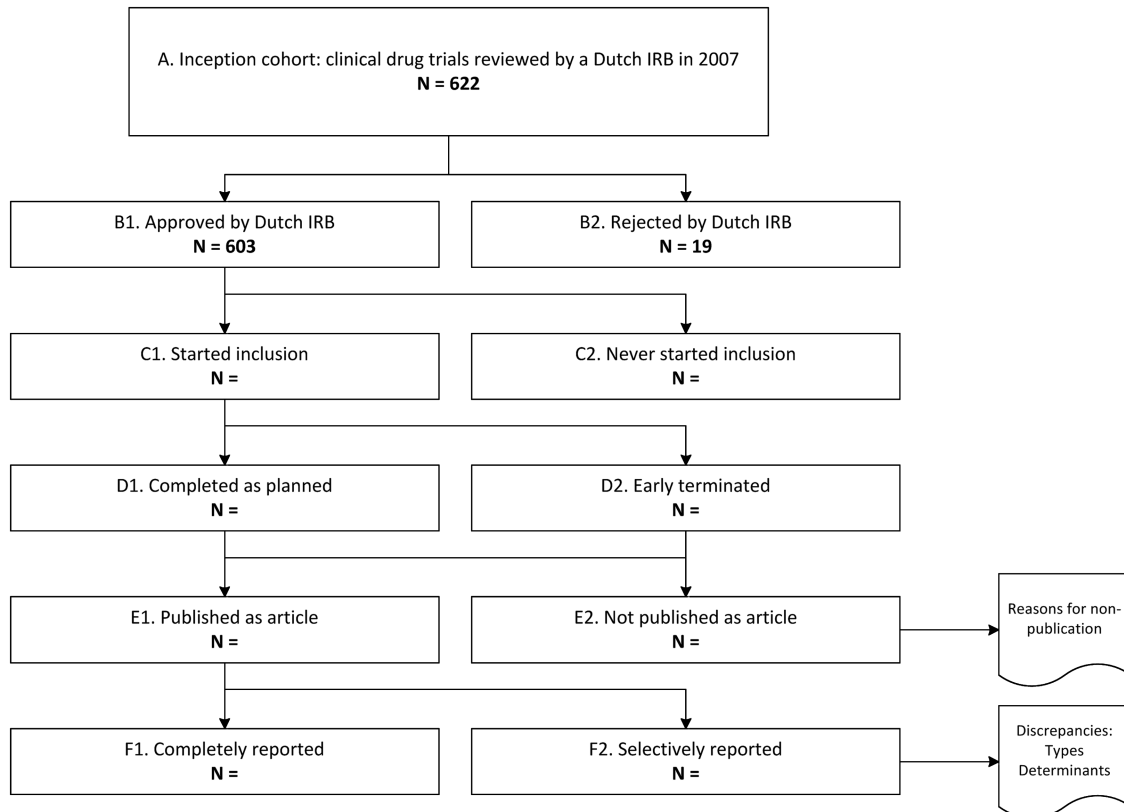 A. Inception cohort: clinical drug trials reviewed by a Dutch IRB in 2007
N = 622
B1. Approved by Dutch IRB
N = 603
B2. Rejected by Dutch IRB
N = 19
C1. Started inclusion
N =
C2. Never started inclusion
N =
D1. Completed as planned
N =
D2. Early terminated
N =
E1. Published as article
N =
E2. Not published as article
N =
Reasons for non-
publication
F1. Completely reported
N =
F2. Selectively reported
N =
Discrepancies:
Types
Determinants